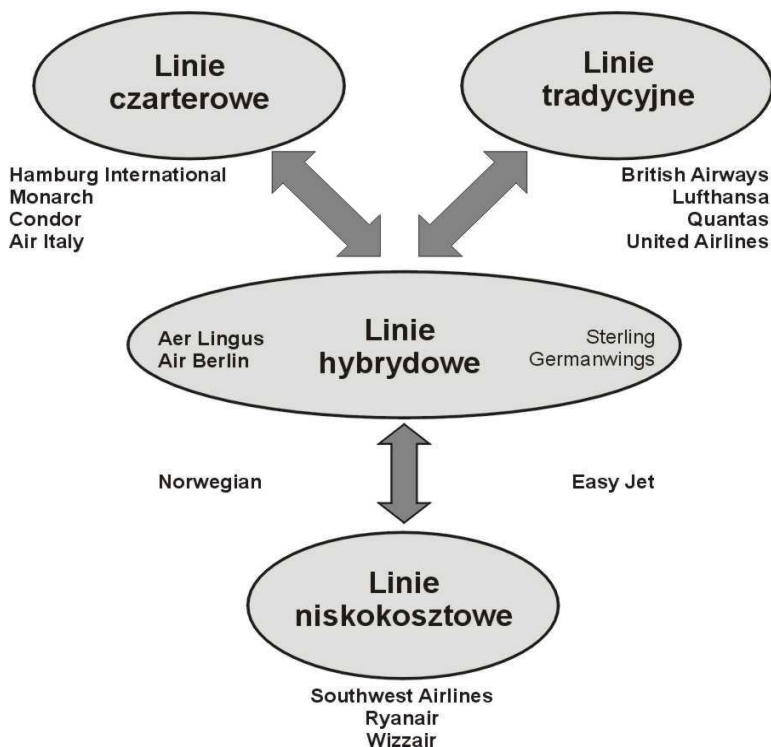 Linie
czarterowe
Linie
tradycyjne
Hamburg International
Monarch
Condor
Air Italy
British Airways
Lufthansa
Quantas
United Airlines
Aer Lingus
Air Berlin
Linie
hybrydowe
Sterling
Germanwings
Norwegian
Easy Jet
Linie
niskokosztowe
Southwest Airlines
Ryanair
Wizzair